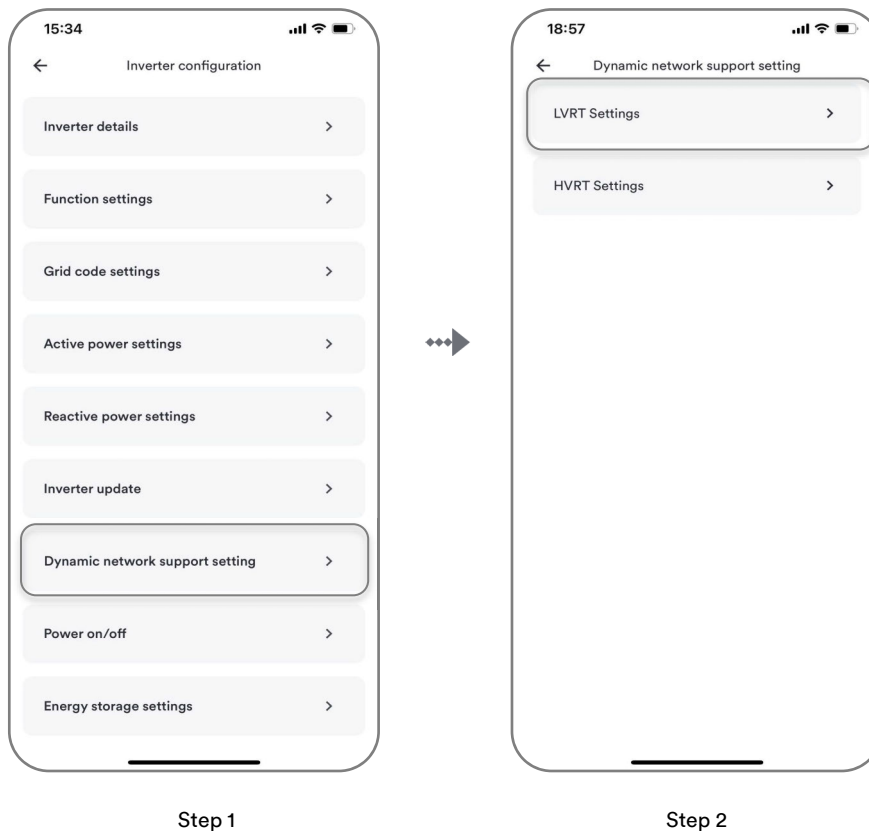 15:34
Inverter configuration
Inverter details
Function settings
Grid code settings
Active power settings
Reactive power settings
Inverter update
Dynamic network support setting
Power on/off
Energy storage settings
Step 1
18:57
Dynamic network support setting
LVRT Settings
HVRT Settings
Step 2